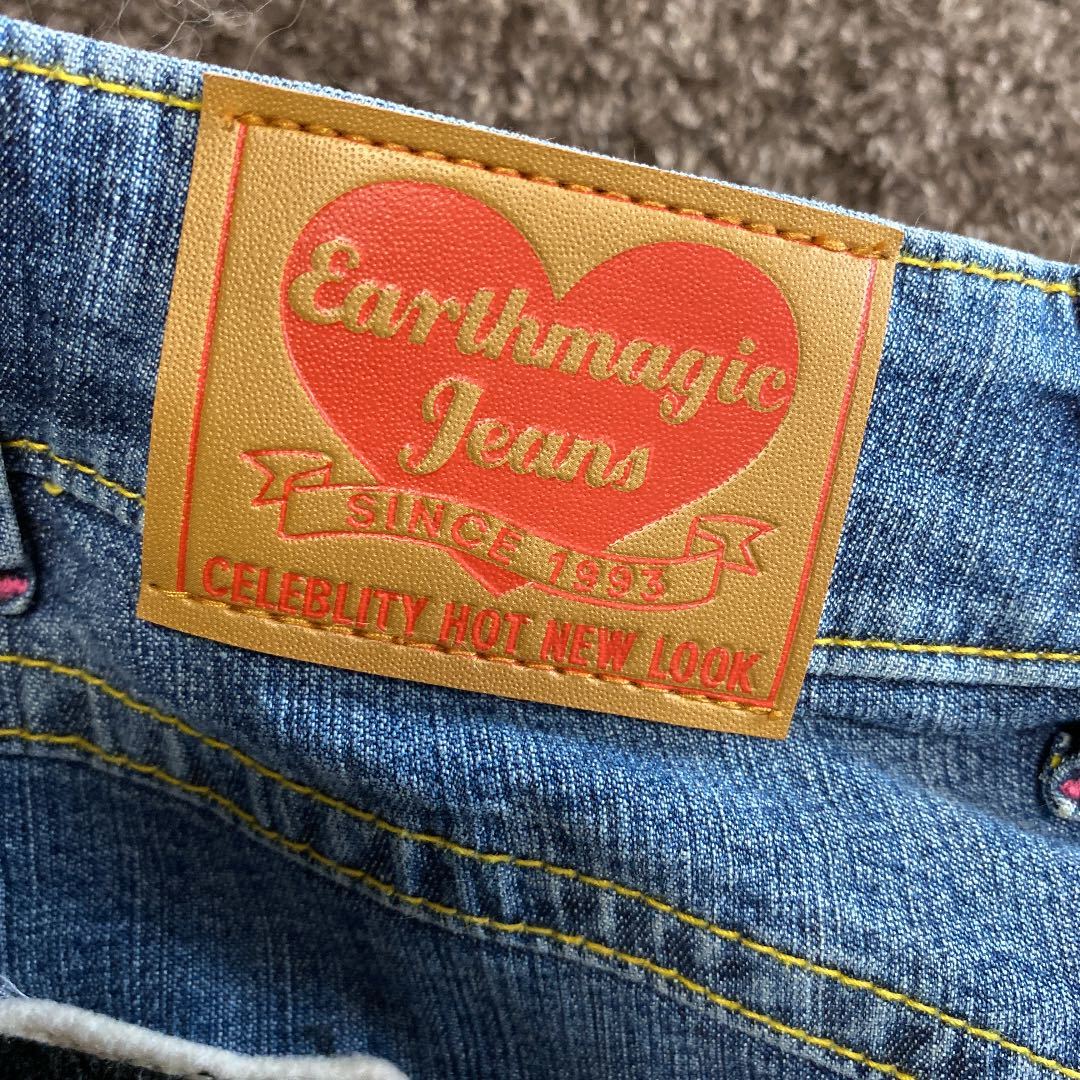 Earthmagic
Jeans
SINCE 1993
CELEBLITY HOT NEW LOOK